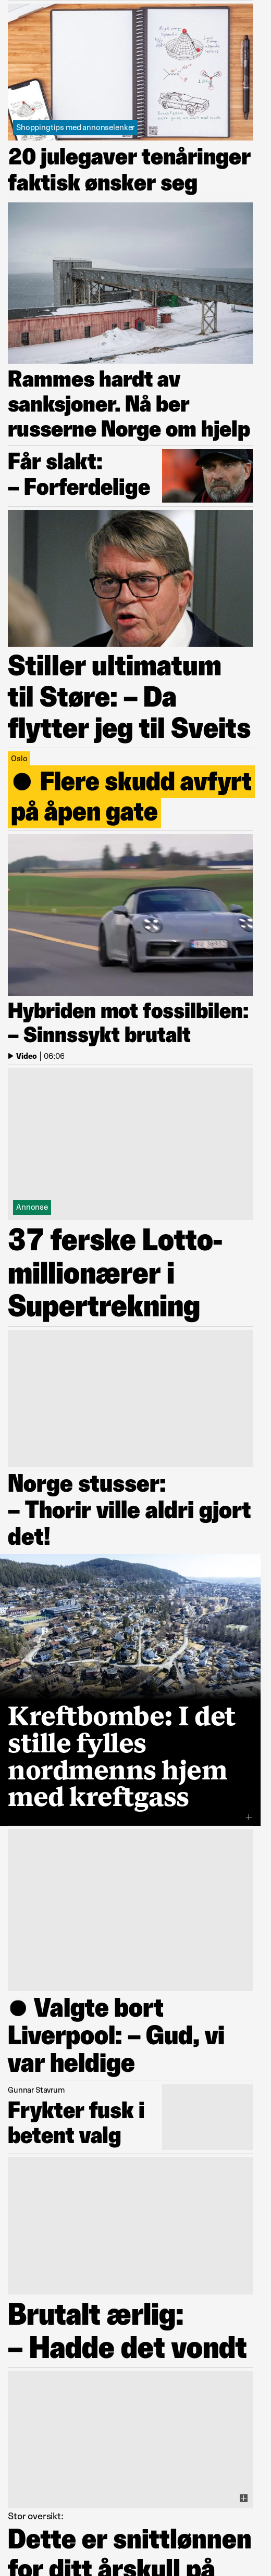 Shoppingtips med annonselenker
20 julegaver tenåringer
faktisk ønsker seg
Rammes hardt av
sanksjoner. Nå ber
russerne Norge om hjelp
Får slakt:
– Forferdelige
Stiller ultimatum
til Støre: – Da
flytter jeg til Sveits
Oslo
● Flere skudd avfyrt
på åpen gate
Hybriden mot fossilbilen:
– Sinnssykt brutalt
Video | 06:06
Annonse
37 ferske Lotto-
millionærer i
Supertrekning
Norge stusser:
– Thorir ville aldri gjort
det!
Kreftbombe: I det
stille fylles
nordmenns hjem
med kreftgass
● Valgte bort
Liverpool: – Gud, vi
var heldige
Gunnar Stavrum
Frykter fusk i
betent valg
Brutalt ærlig:
– Hadde det vondt
Stor oversikt:
Dette er snittlønnen
for ditt årskull på